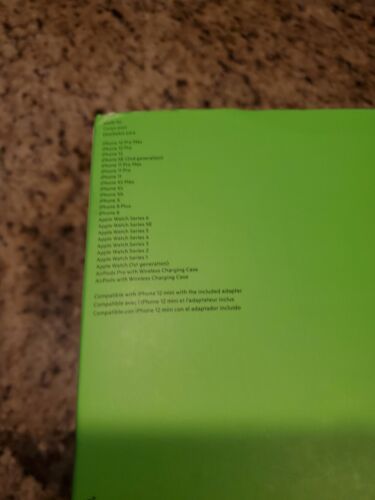 iPhone 12 Pro Max
iPhone 12 Pro
iPhone 12
iPhone SE (2nd generation)
iPhone 11 Pro Max
iPhone 11 Pro
iPhone 11
iPhone XS Max
iPhone XS
iPhone XR
iPhone X
iPhone 8 Plus
iPhone 8
Apple Watch Series 6
Apple Watch Series SE
Apple Watch Series 5
Apple Watch Series 4
Apple Watch Series 3
Apple Watch Series 2
Apple Watch Series 1
Apple Watch (1st generation)
AirPods Pro with Wireless Charging Case
AirPods with Wireless Charging Case
Compatible with iPhone 12 mini with the included adapter
Compatible avec l'iPhone 12 mini et l'adaptateur inclus
Compatible con iPhone 12 mini con el adaptador incluido